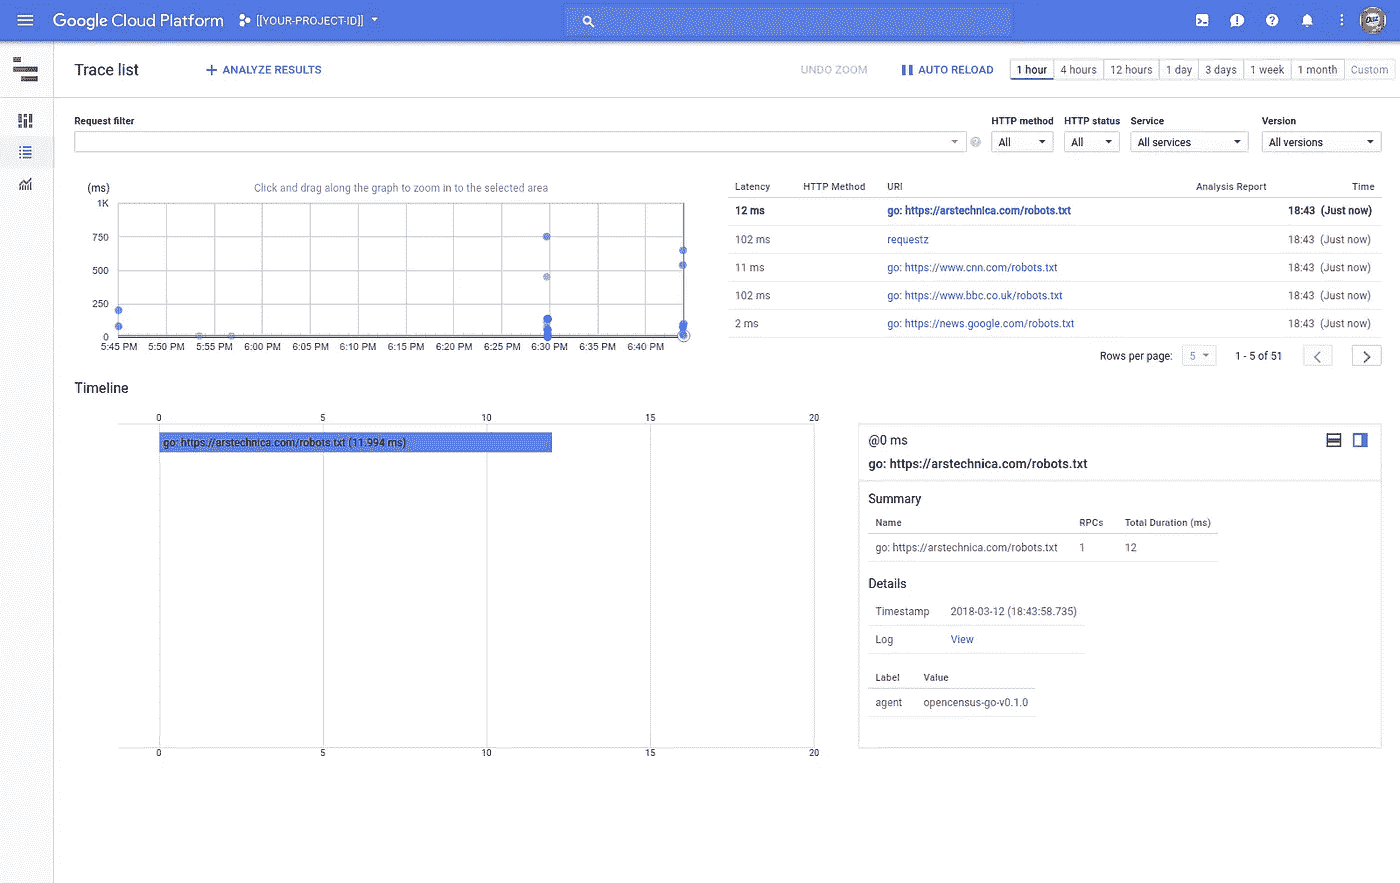 Google Cloud Platform [[YOUR-PROJECT-ID]]
Trace list ANALYZE RESULTS UNDO ZOOM AUTO RELOAD 1 hour 4 hours 12 hours 1 day 3 days 1 week 1 month Custom
Request filter HTTP method HTTP status Service Version
All All All services All versions
(ms) Click and drag along the graph to zoom in to the selected area
1K
750
500
250
0
5:45 PM 5:50 PM 5:55 PM 6:00 PM 6:05 PM 6:10 PM 6:15 PM 6:20 PM 6:25 PM 6:30 PM 6:35 PM 6:40 PM
Latency HTTP Method URI Analysis Report Time
12 ms go: https://arstechnica.com/robots.txt 18:43 (Just now)
102 ms requestz 18:43 (Just now)
11 ms go: https://www.cnn.com/robots.txt 18:43 (Just now)
102 ms go: https://www.bbc.co.uk/robots.txt 18:43 (Just now)
2 ms go: https://news.google.com/robots.txt 18:43 (Just now)
Rows per page: 5 1 - 5 of 51
Timeline
0 5 10 15 20
go: https://arstechnica.com/robots.txt (11.994 ms)
0 5 10 15 20
@0 ms
go: https://arstechnica.com/robots.txt
Summary
Name RPCs Total Duration (ms)
go: https://arstechnica.com/robots.txt 1 12
Details
Timestamp 2018-03-12 (18:43:58.735)
Log View
Label Value
agent opencensus-go-v0.1.0